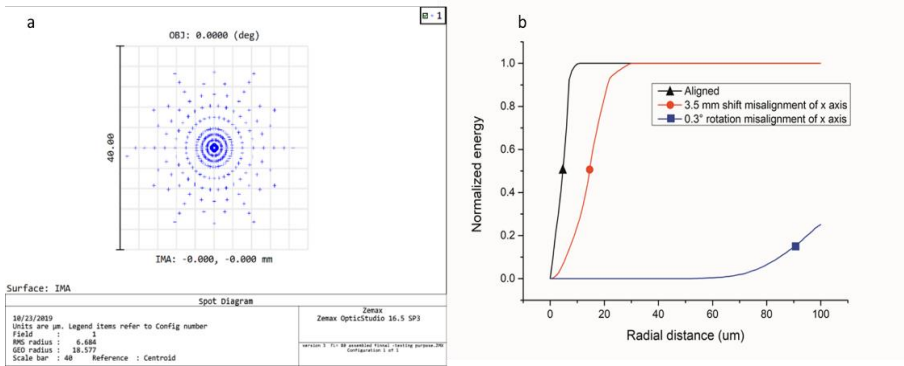 a
⊡ - 1
OBJ: 0.0000 (deg)
40.00
IMA: -0.000, -0.000 mm
Surface: IMA
Spot Diagram
10/23/2019
Units are µm. Legend items refer to Config number
Field : 1
RMS radius : 6.684
GEO radius : 18.577
Scale bar : 40 Reference : Centroid
Zemax
Zemax OpticStudio 16.5 SP3
Configuration 1 of 1
b
Normalized energy
1.0
0.8
0.6
0.4
0.2
0.0
Aligned
3.5 mm shift misalignment of x axis
0.3° rotation misalignment of x axis
0 20 40 60 80 100
Radial distance (um)